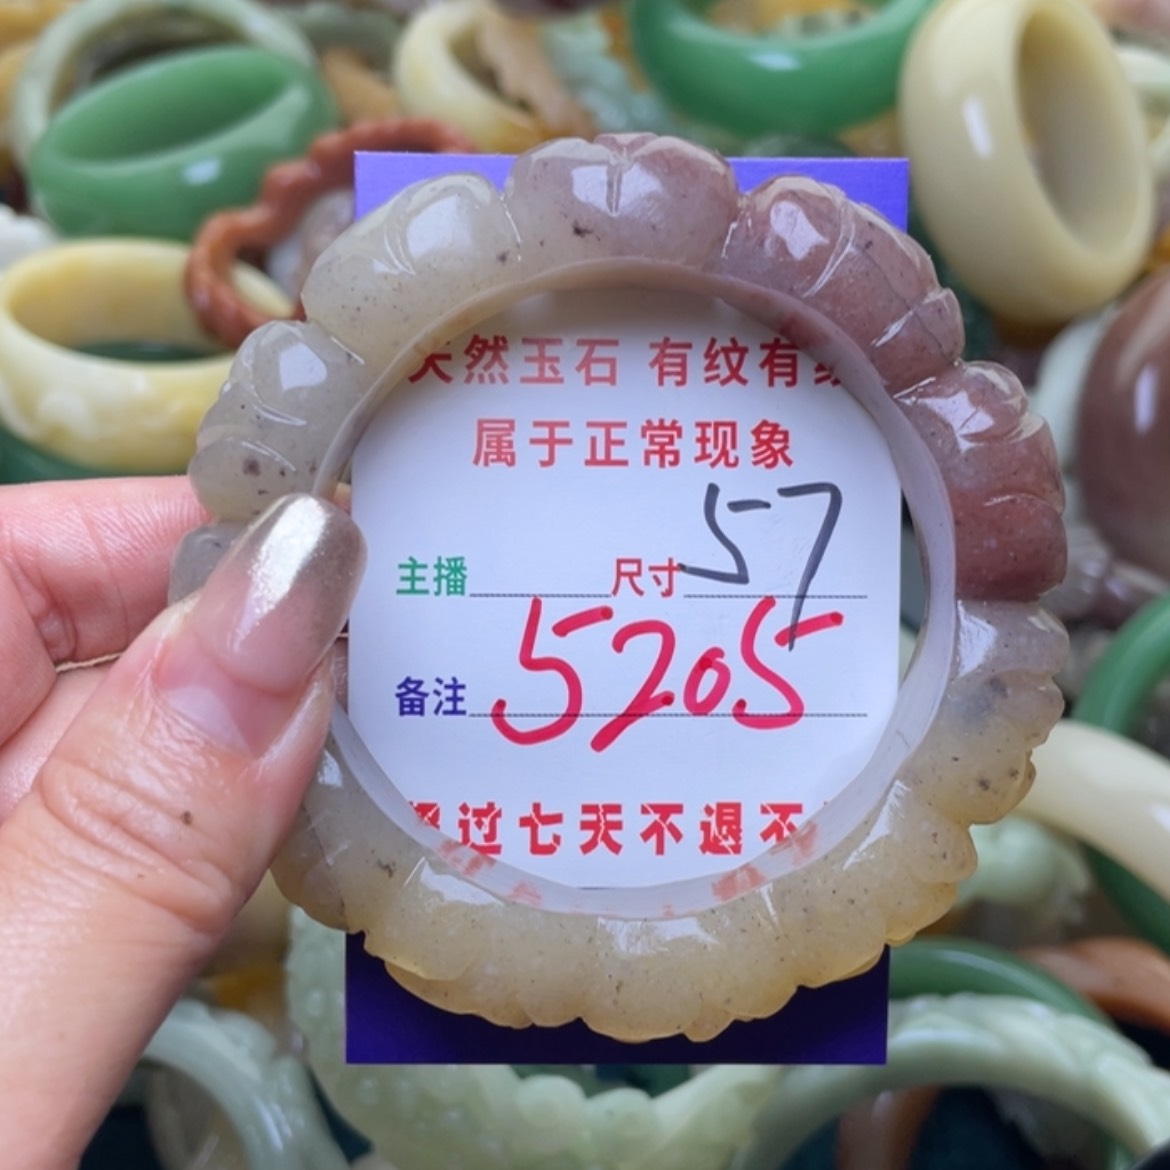 天然玉石 有纹有
属于正常现象
主播 尺寸 57
备注 5205
过七天不退不